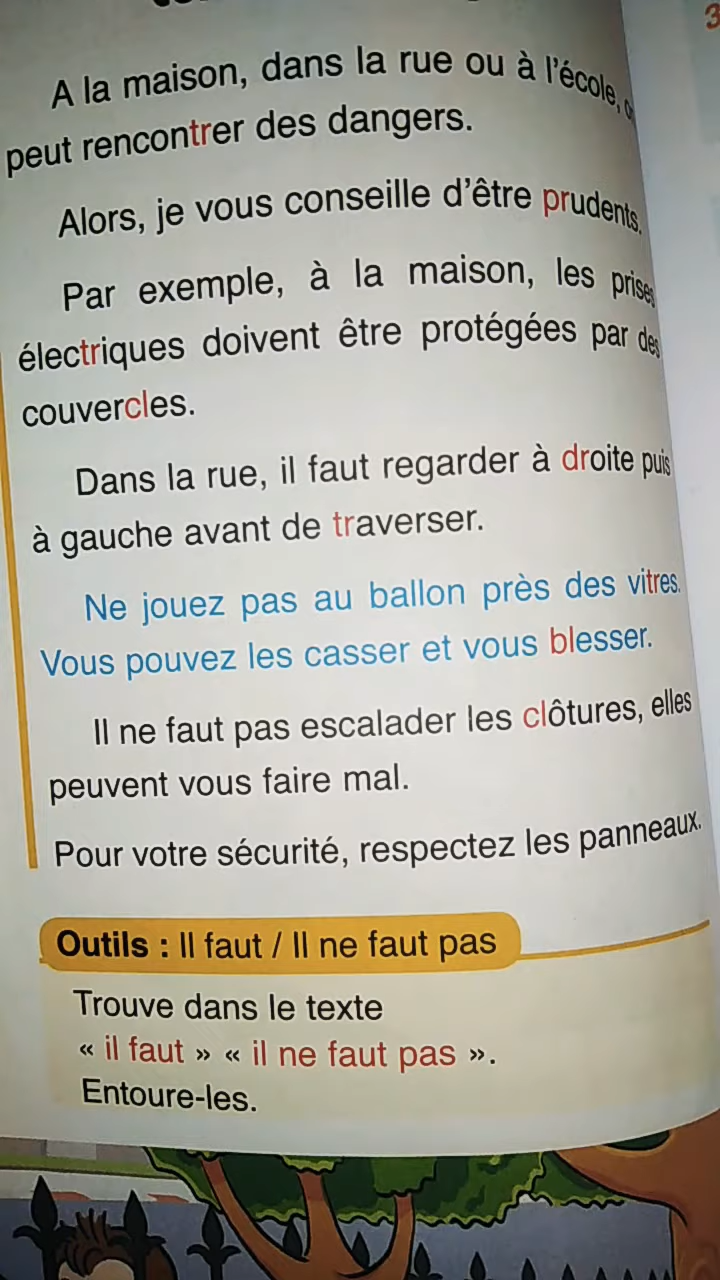 A la maison, dans la rue ou à l'école,
peut rencontrer des dangers.
Alors, je vous conseille d'être prudents.
Par exemple, à la maison, les prises
électriques doivent être protégées par des
couvercles.
Dans la rue, il faut regarder à droite puis
à gauche avant de traverser.
Ne jouez pas au ballon près des vitres.
Vous pouvez les casser et vous blesser.
Il ne faut pas escalader les clôtures, elles
peuvent vous faire mal.
Pour votre sécurité, respectez les panneaux.
Outils : Il faut / Il ne faut pas
Trouve dans le texte
« il faut » « il ne faut pas ».
Entoure-les.